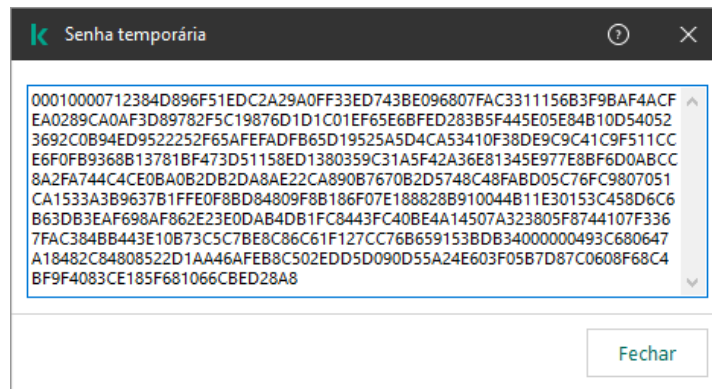 Senha temporária
00010000712384D896F51EDC2A29A0FF33ED743BE096807FAC3311156B3F9BAF4ACF
EA0289CA0AF3D89782F5C19876D1D1C01EF65E6BFED283B5F445E05E84B10D54052
3692C0B94ED9522252F65AFEFADFB65D19525A5D4CA53410F38DE9C9C41C9F511CC
E6F0FB9368B13781BF473D51158ED1380359C31A5F42A36E81345E977E8BF6D0ABCC
8A2FA744C4CE0BA0B2DB2DA8AE22CA890B7670B2D5748C48FABD05C76FC9807051
CA1533A3B9637B1FFE0F8BD84809F8B186F07E188828B910044B11E30153C458D6C6
B63DB3EAF698AF862E23E0DAB4DB1FC8443FC40BE4A14507A323805F8744107F336
7FAC384BB443E10B73C5C7BE8C86C61F127CC76B659153BDB34000000493C680647
A18482C84808522D1AA46AFEB8C502EDD5D090D55A24E603F05B7D87C0608F68C4
BF9F4083CE185F681066CBED28A8
Fechar